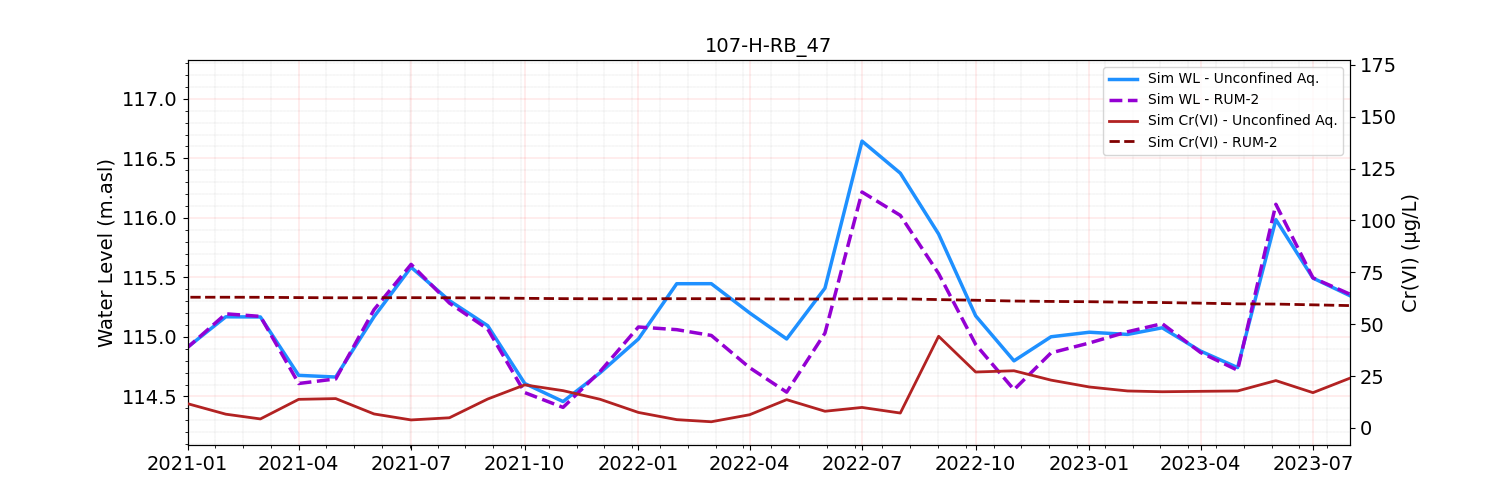 107-H-RB_47
Water Level (m.asl)
117.0
116.5
116.0
115.5
115.0
114.5
Sim WL - Unconfined Aq.
Sim WL - RUM-2
Sim Cr(VI) - Unconfined Aq.
Sim Cr(VI) - RUM-2
175
150
125
100
75
50
25
0
Cr(VI) (μg/L)
2021-01 2021-04 2021-07 2021-10 2022-01 2022-04 2022-07 2022-10 2023-01 2023-04 2023-07